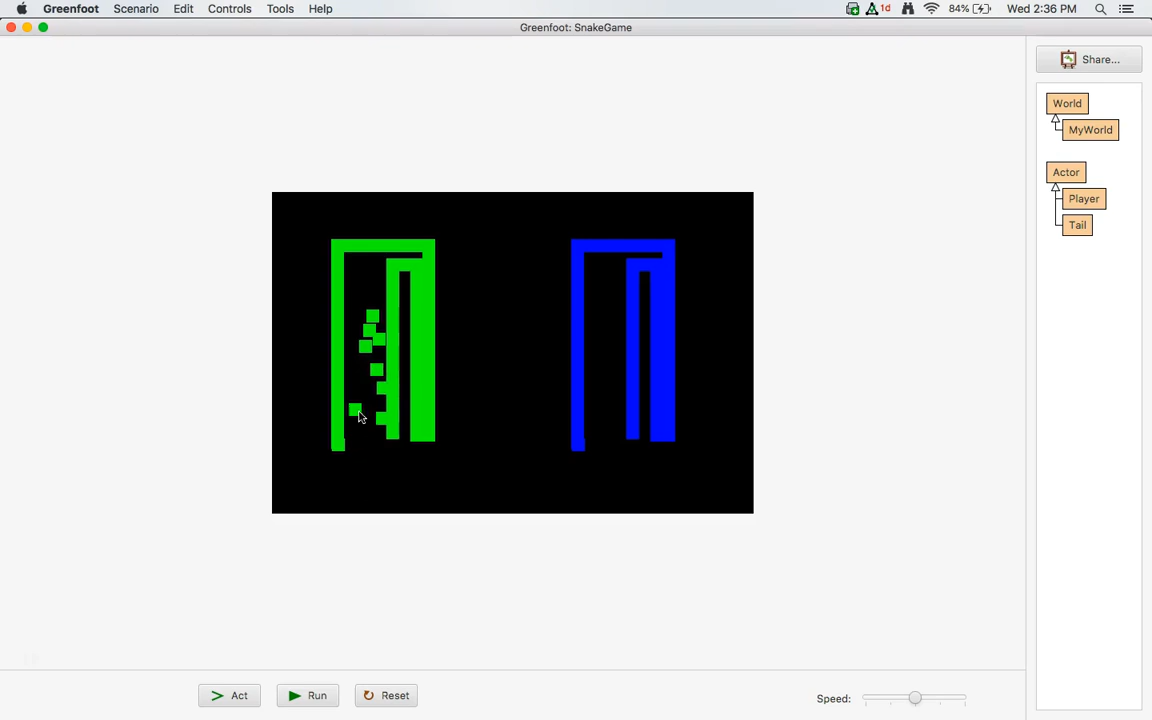 Greenfoot Scenario Edit Controls Tools Help 1d 84% Wed 2:36 PM
Greenfoot: SnakeGame
Share...
World
MyWorld
Actor
Player
Tail
Act Run Reset Speed: